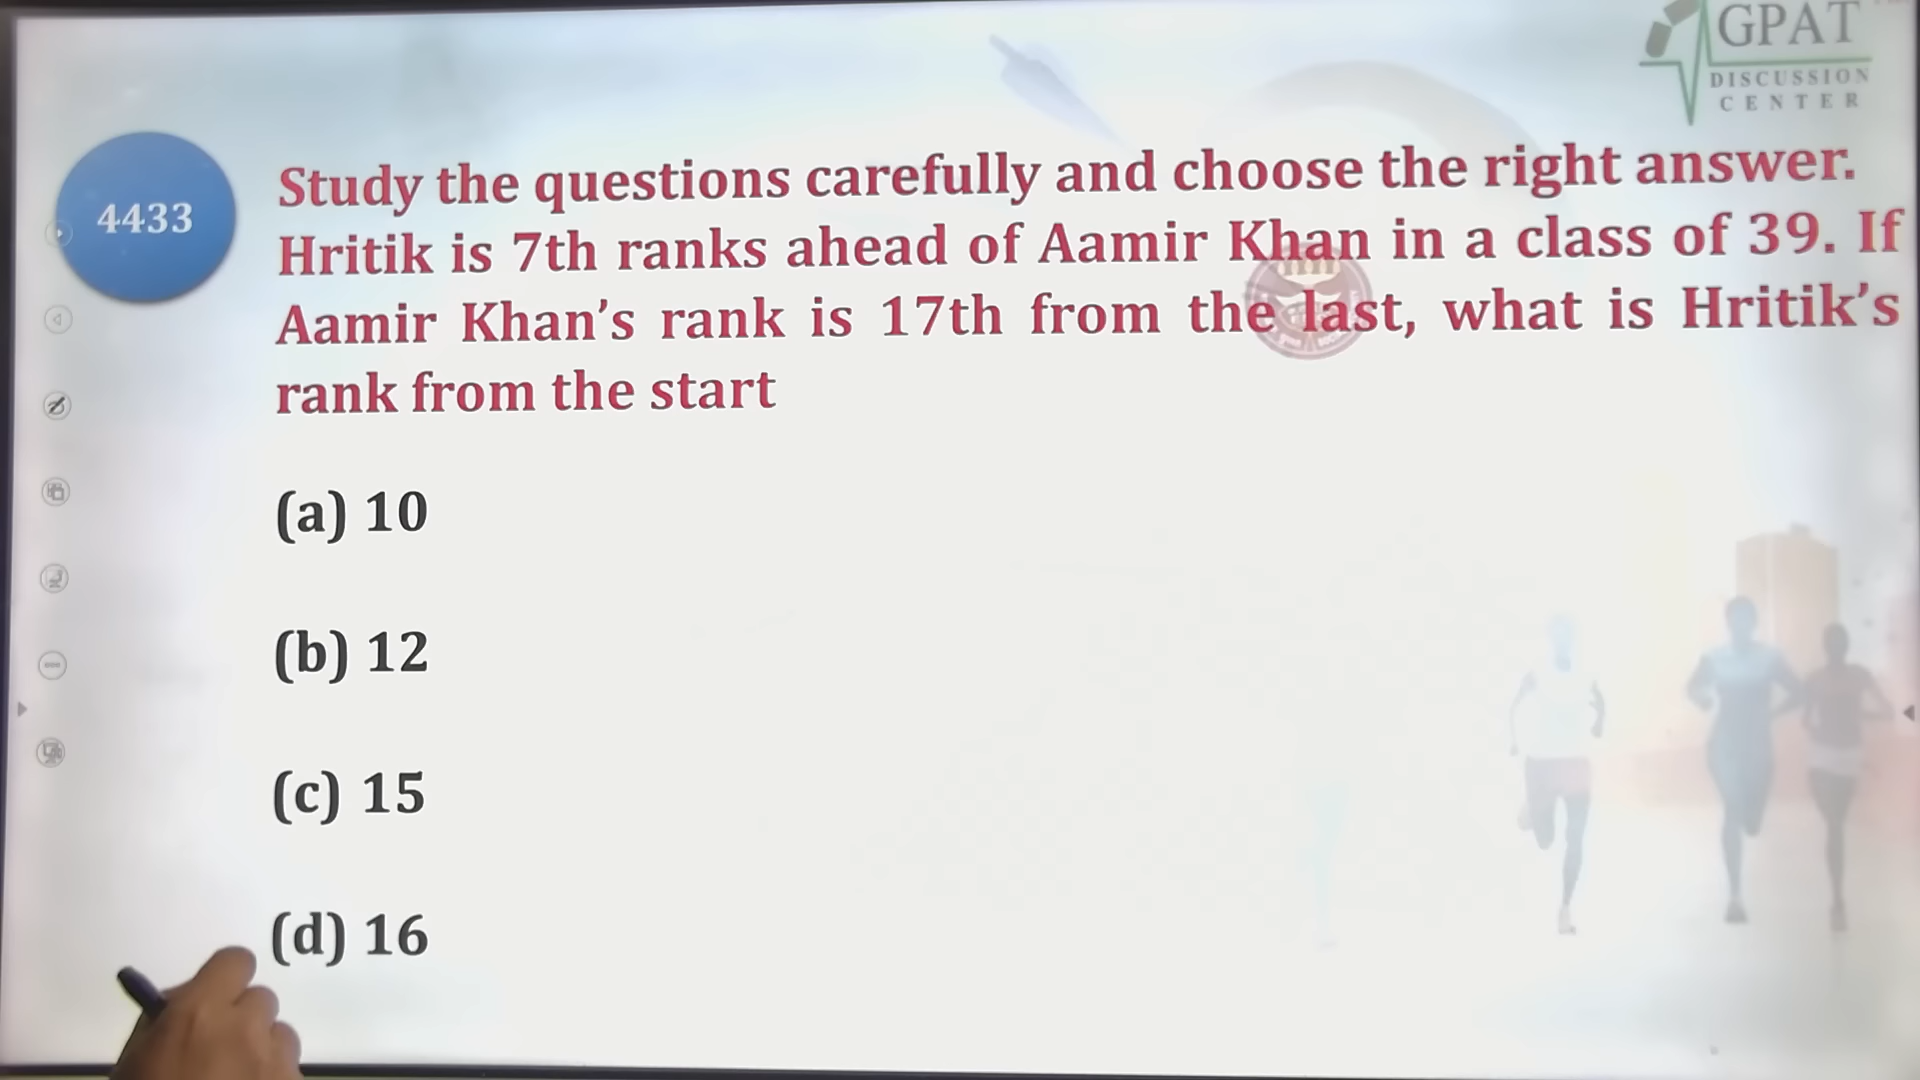 GPAT
DISCUSSION
CENTER
4433
Study the questions carefully and choose the right answer.
Hritik is 7th ranks ahead of Aamir Khan in a class of 39. If
Aamir Khan’s rank is 17th from the last, what is Hritik’s
rank from the start
(a) 10
(b) 12
(c) 15
(d) 16